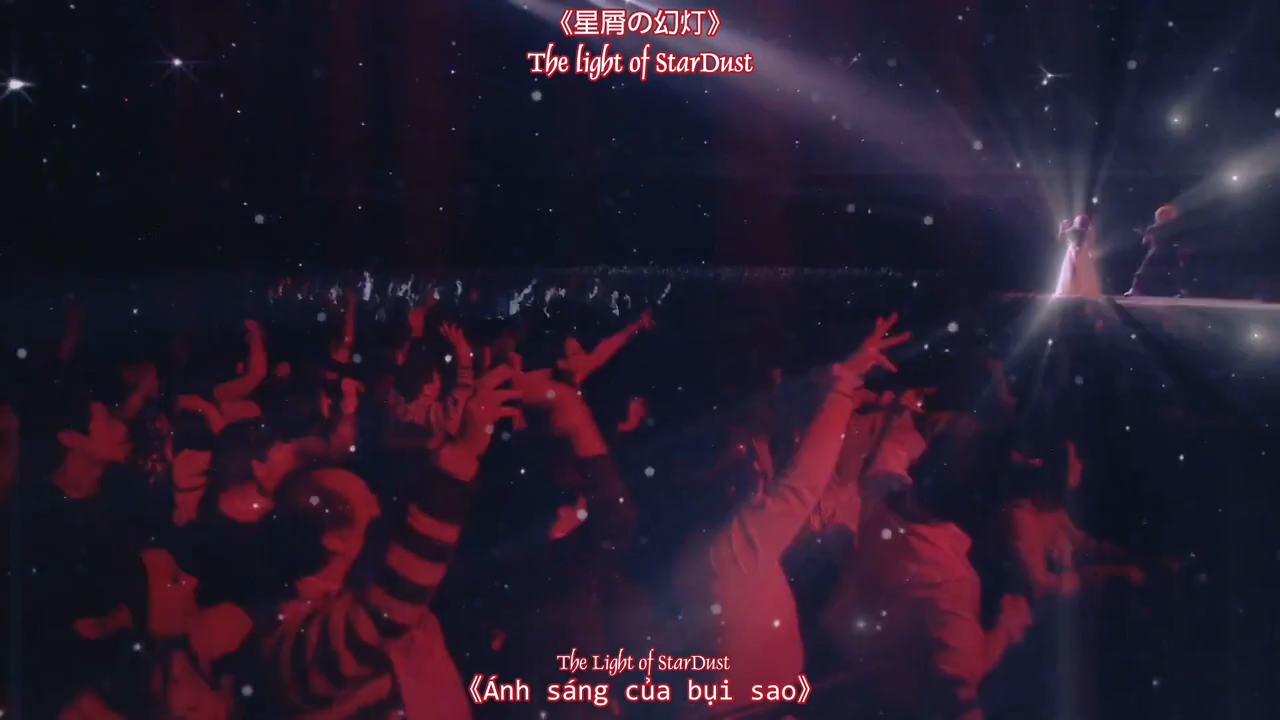 《星屑の幻灯》
The light of StarDust
The Light of StarDust
《Ánh sáng của bụi sao》